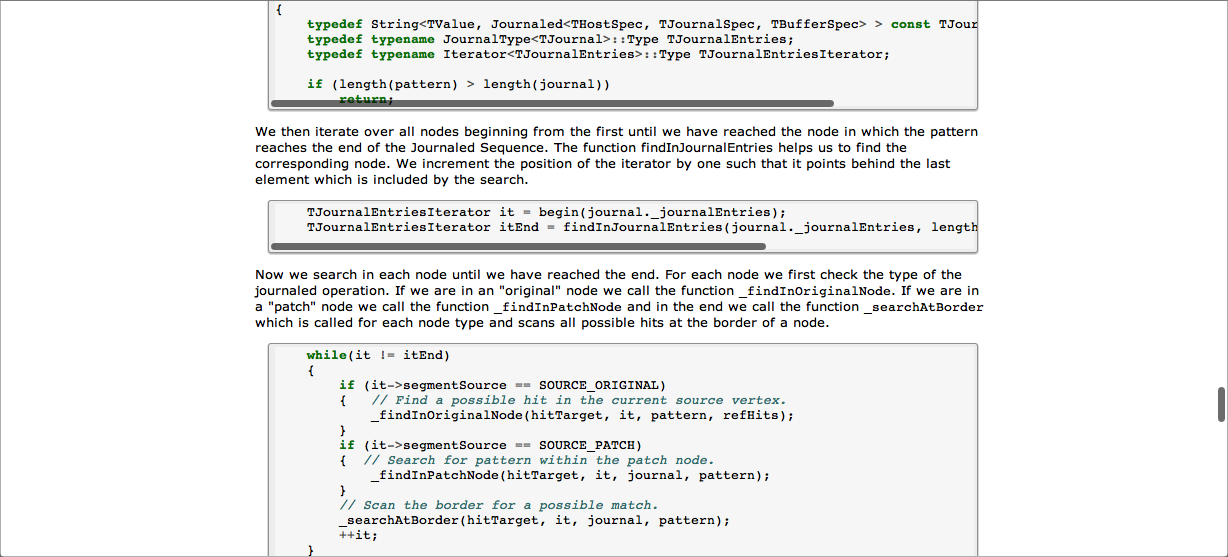 {
typedef String<TValue, Journaled<THostSpec, TJournalSpec, TBufferSpec> > const TJour
typedef typename JournalType<TJournal>::Type TJournalEntries;
typedef typename Iterator<TJournalEntries>::Type TJournalEntriesIterator;
if (length(pattern) > length(journal))
return;
We then iterate over all nodes beginning from the first until we have reached the node in which the pattern
reaches the end of the Journaled Sequence. The function findInJournalEntries helps us to find the
corresponding node. We increment the position of the iterator by one such that it points behind the last
element which is included by the search.
TJournalEntriesIterator it = begin(journal._journalEntries);
TJournalEntriesIterator itEnd = findInJournalEntries(journal._journalEntries, length
Now we search in each node until we have reached the end. For each node we first check the type of the
journaled operation. If we are in an "original" node we call the function _findInOriginalNode. If we are in
a "patch" node we call the function _findInPatchNode and in the end we call the function _searchAtBorder
which is called for each node type and scans all possible hits at the border of a node.
while(it != itEnd)
{
if (it->segmentSource == SOURCE_ORIGINAL)
{ // Find a possible hit in the current source vertex.
_findInOriginalNode(hitTarget, it, pattern, refHits);
}
if (it->segmentSource == SOURCE_PATCH)
{ // Search for pattern within the patch node.
_findInPatchNode(hitTarget, it, journal, pattern);
}
// Scan the border for a possible match.
_searchAtBorder(hitTarget, it, journal, pattern);
++it;
}